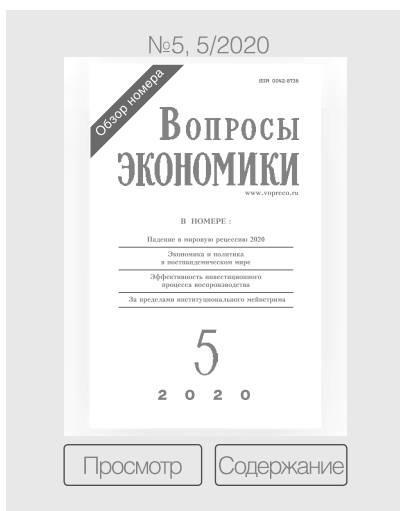 №5, 5/2020
Обзор номера
ISSN 0042-8736
Вопросы
ЭКОНОМИКИ
www.vopreco.ru
В НОМЕРЕ :
Падение в мировую рецессию 2020
Экономика и политика
в постпандемическом мире
Эффективность инвестиционного
процесса воспроизводства
За пределами институционального мейнстрима
5
2 0 2 0
Просмотр
Содержание